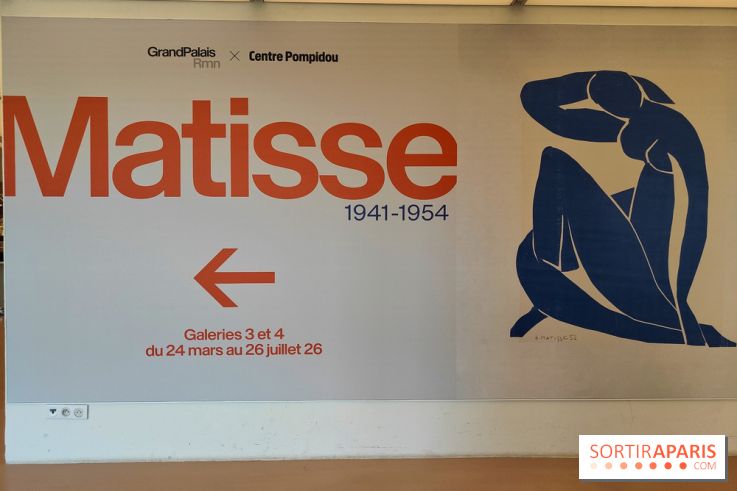 GrandPalais
Rmn
× Centre Pompidou
Matisse
1941-1954
←
Galeries 3 et 4
du 24 mars au 26 juillet 26
H. MATISSE 52
SORTIRAPARIS
.COM